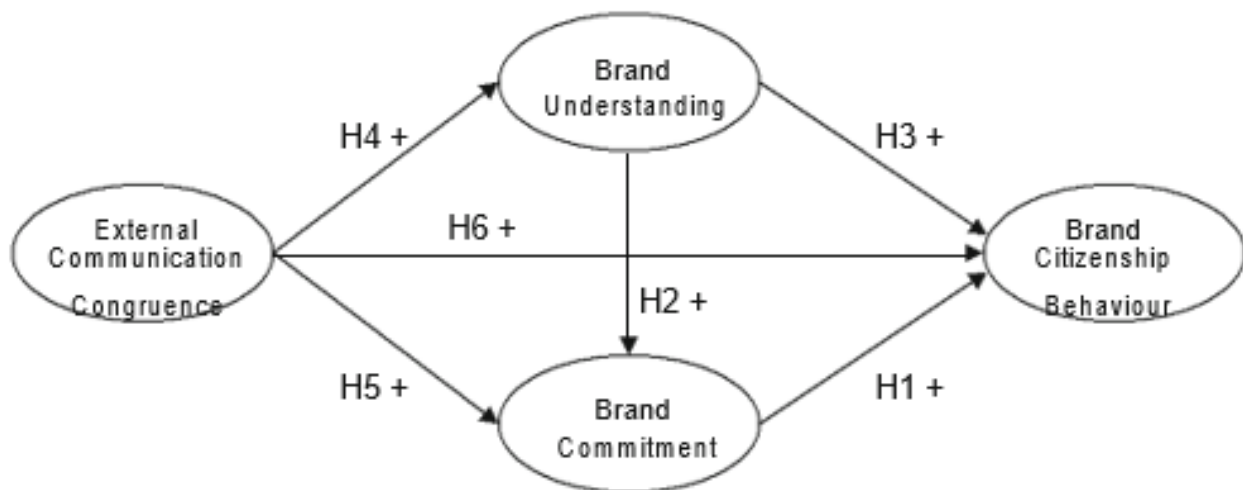 Brand
Understanding
H4 +
H3 +
External
Communication
Congruence
H6 +
Brand
Citizenship
Behaviour
H2 +
H5 +
H1 +
Brand
Commitment